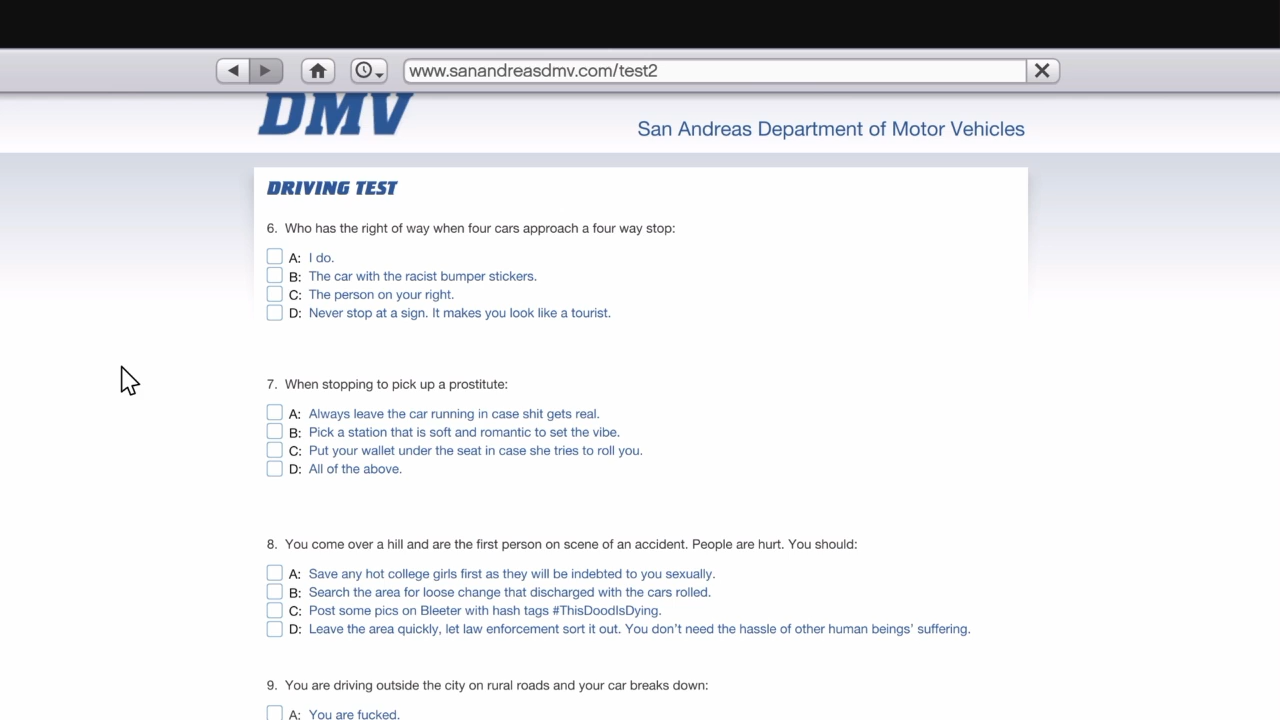 www.sanandreasdmv.com/test2
DMV
San Andreas Department of Motor Vehicles
DRIVING TEST
6. Who has the right of way when four cars approach a four way stop:
A: I do.
B: The car with the racist bumper stickers.
C: The person on your right.
D: Never stop at a sign. It makes you look like a tourist.
7. When stopping to pick up a prostitute:
A: Always leave the car running in case shit gets real.
B: Pick a station that is soft and romantic to set the vibe.
C: Put your wallet under the seat in case she tries to roll you.
D: All of the above.
8. You come over a hill and are the first person on scene of an accident. People are hurt. You should:
A: Save any hot college girls first as they will be indebted to you sexually.
B: Search the area for loose change that discharged with the cars rolled.
C: Post some pics on Bleeter with hash tags #ThisDoodIsDying.
D: Leave the area quickly, let law enforcement sort it out. You don't need the hassle of other human beings' suffering.
9. You are driving outside the city on rural roads and your car breaks down:
A: You are fucked.